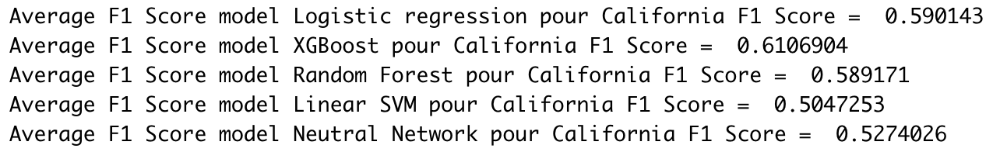 Average F1 Score model Logistic regression pour California F1 Score =  0.590143
Average F1 Score model XGBoost pour California F1 Score =  0.6106904
Average F1 Score model Random Forest pour California F1 Score =  0.589171
Average F1 Score model Linear SVM pour California F1 Score =  0.5047253
Average F1 Score model Neutral Network pour California F1 Score =  0.5274026